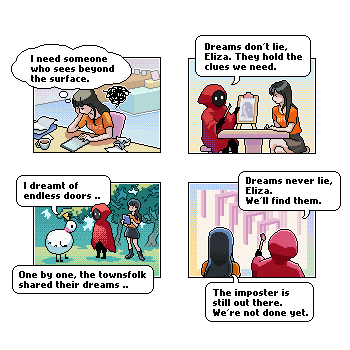 I need someone
who sees beyond
the surface.
Dreams don't lie,
Eliza. They hold the
clues we need.
I dreamt of
endless doors ..
One by one, the townsfolk
shared their dreams ..
Dreams never lie,
Eliza.
We'll find them.
The imposter is
still out there.
We're not done yet.